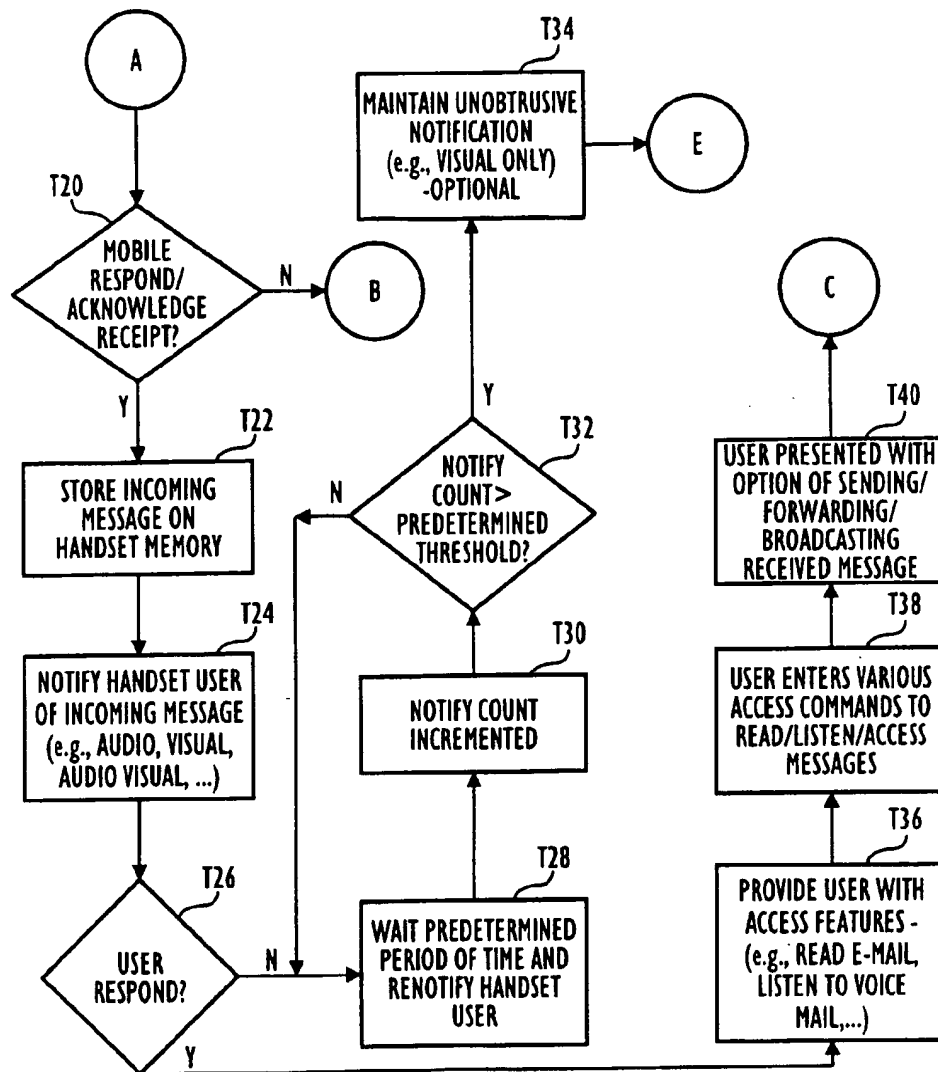 A
T20
MOBILE
RESPOND/
ACKNOWLEDGE
RECEIPT?
N
B
Y
T22
STORE INCOMING
MESSAGE ON
HANDSET MEMORY
T24
NOTIFY HANDSET USER
OF INCOMING MESSAGE
(e.g., AUDIO, VISUAL,
AUDIO VISUAL, ...)
T26
USER
RESPOND?
N
Y
T28
WAIT PREDETERMINED
PERIOD OF TIME AND
RENOTIFY HANDSET
USER
T30
NOTIFY COUNT
INCREMENTED
T32
NOTIFY
COUNT>
PREDETERMINED
THRESHOLD?
N
Y
T34
MAINTAIN UNOBTRUSIVE
NOTIFICATION
(e.g., VISUAL ONLY)
-OPTIONAL
E
T36
PROVIDE USER WITH
ACCESS FEATURES -
(e.g., READ E-MAIL,
LISTEN TO VOICE
MAIL,...)
T38
USER ENTERS VARIOUS
ACCESS COMMANDS TO
READ/LISTEN/ACCESS
MESSAGES
T40
USER PRESENTED WITH
OPTION OF SENDING/
FORWARDING/
BROADCASTING
RECEIVED MESSAGE
C